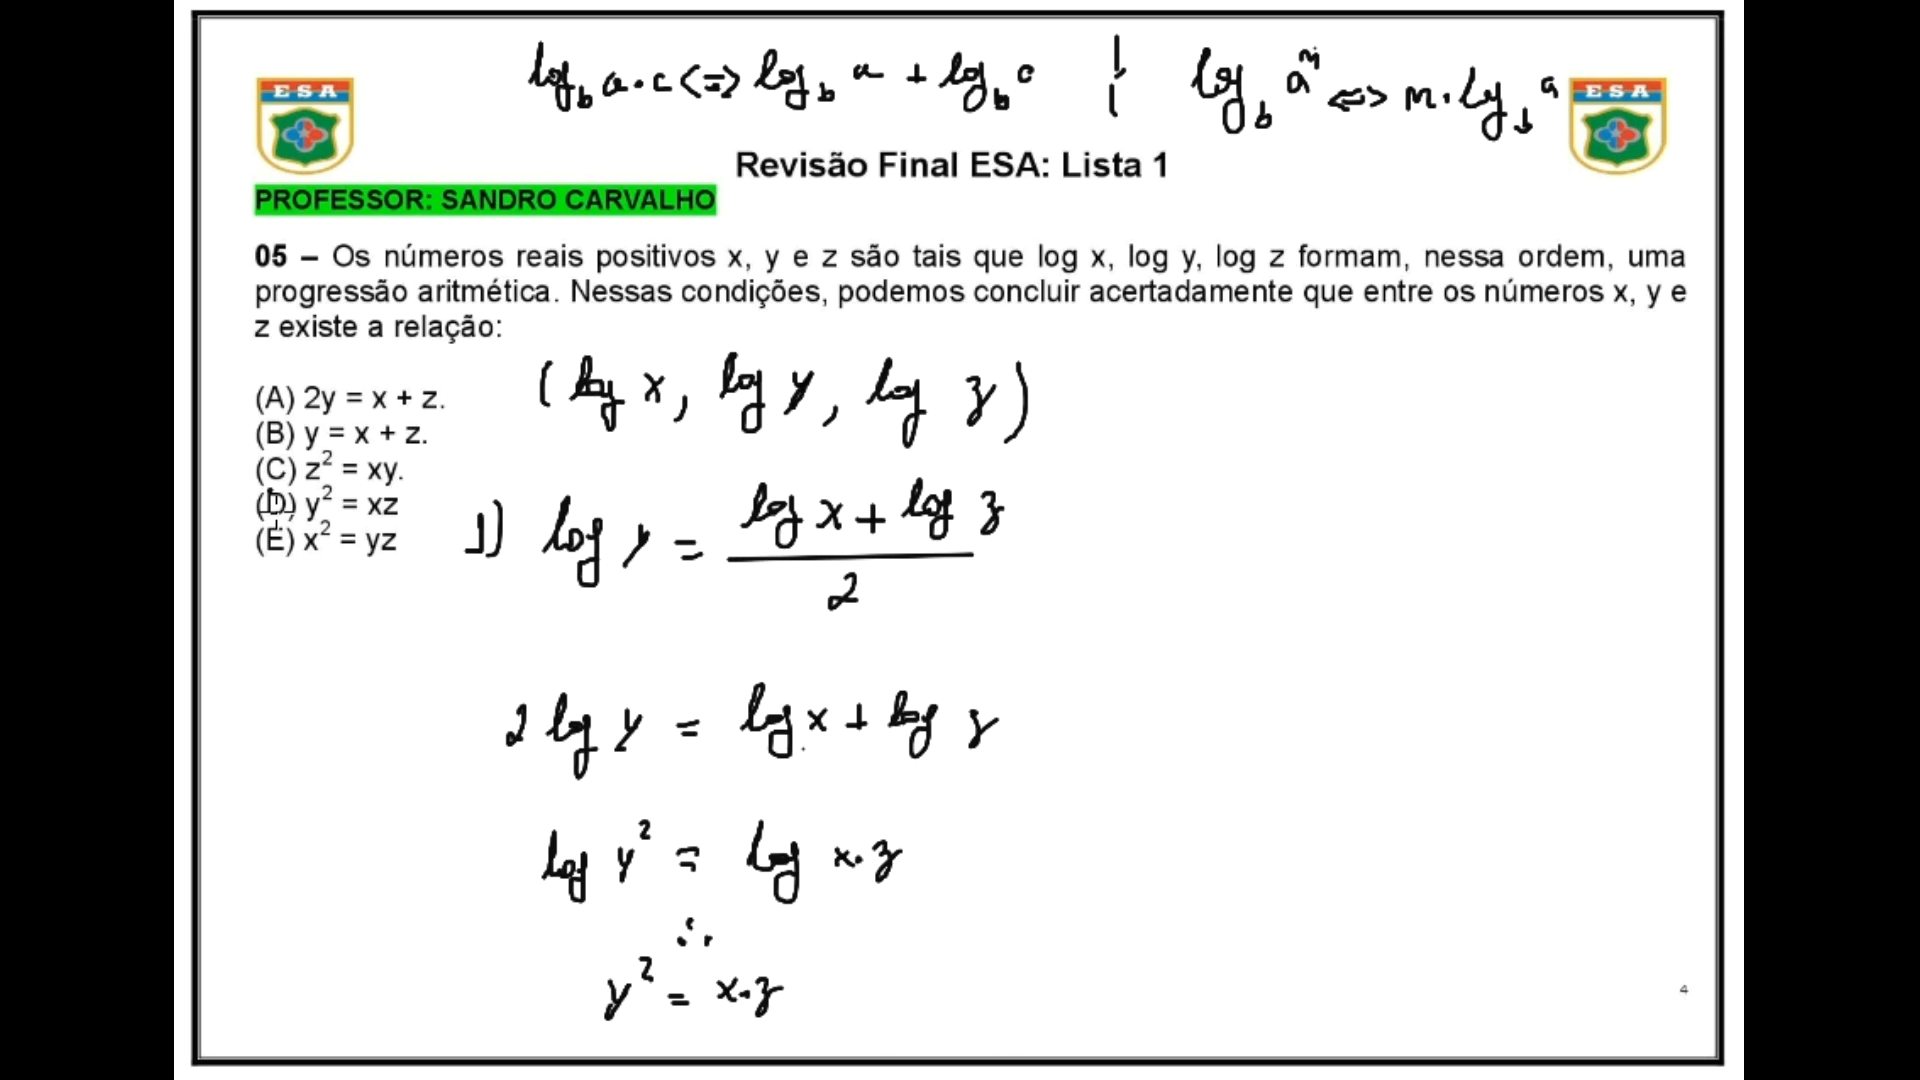 log_b a.c <=> log_b a + log_b c ¦ log_b a^m <=> m.log_b a
ESA ESA
Revisão Final ESA: Lista 1
PROFESSOR: SANDRO CARVALHO
05 – Os números reais positivos x, y e z são tais que log x, log y, log z formam, nessa ordem, uma
progressão aritmética. Nessas condições, podemos concluir acertadamente que entre os números x, y e
z existe a relação:
(A) 2y = x + z.
(B) y = x + z.
(C) z² = xy.
(D) y² = xz
(E) x² = yz
(log x, log y, log z)
1) log y = (log x + log z)/2
2 log y = log x + log z
log y² = log x.z
∴
y² = x.z
4